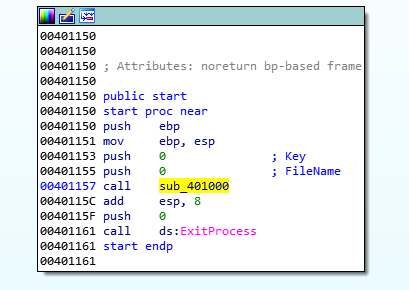 00401150
00401150
00401150 ; Attributes: noreturn bp-based frame
00401150
00401150 public start
00401150 start proc near
00401150 push ebp
00401151 mov ebp, esp
00401153 push 0 ; Key
00401155 push 0 ; FileName
00401157 call sub_401000
0040115C add esp, 8
0040115F push 0
00401161 call ds:ExitProcess
00401161 start endp
00401161